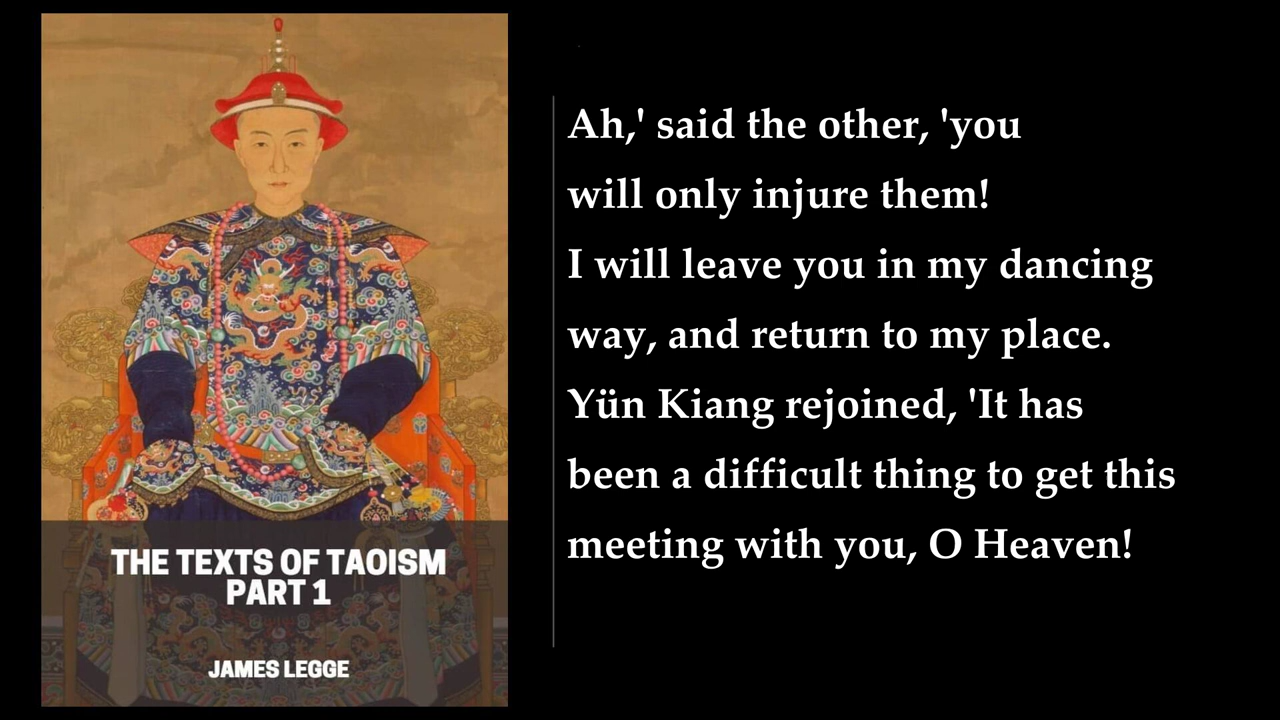 THE TEXTS OF TAOISM
PART 1
JAMES LEGGE
Ah,' said the other, 'you
will only injure them!
I will leave you in my dancing
way, and return to my place.
Yün Kiang rejoined, 'It has
been a difficult thing to get this
meeting with you, O Heaven!